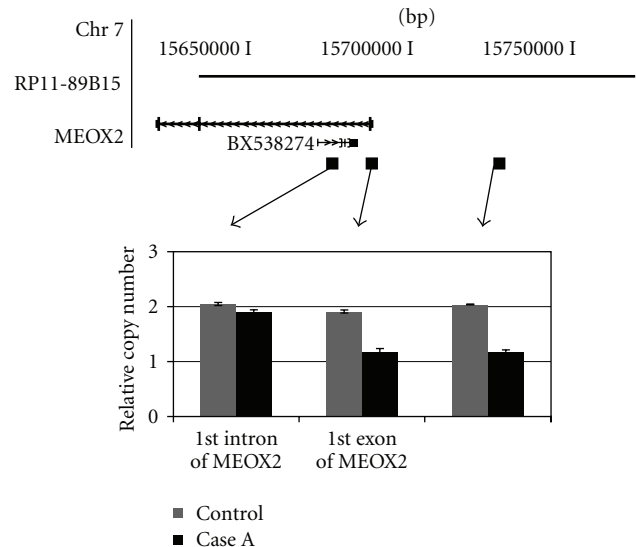 Chr 7
(bp)
15650000 I 15700000 I 15750000 I
RP11-89B15
MEOX2
BX538274
3
2
1
0
Relative copy number
1st intron
of MEOX2
1st exon
of MEOX2
Control
Case A